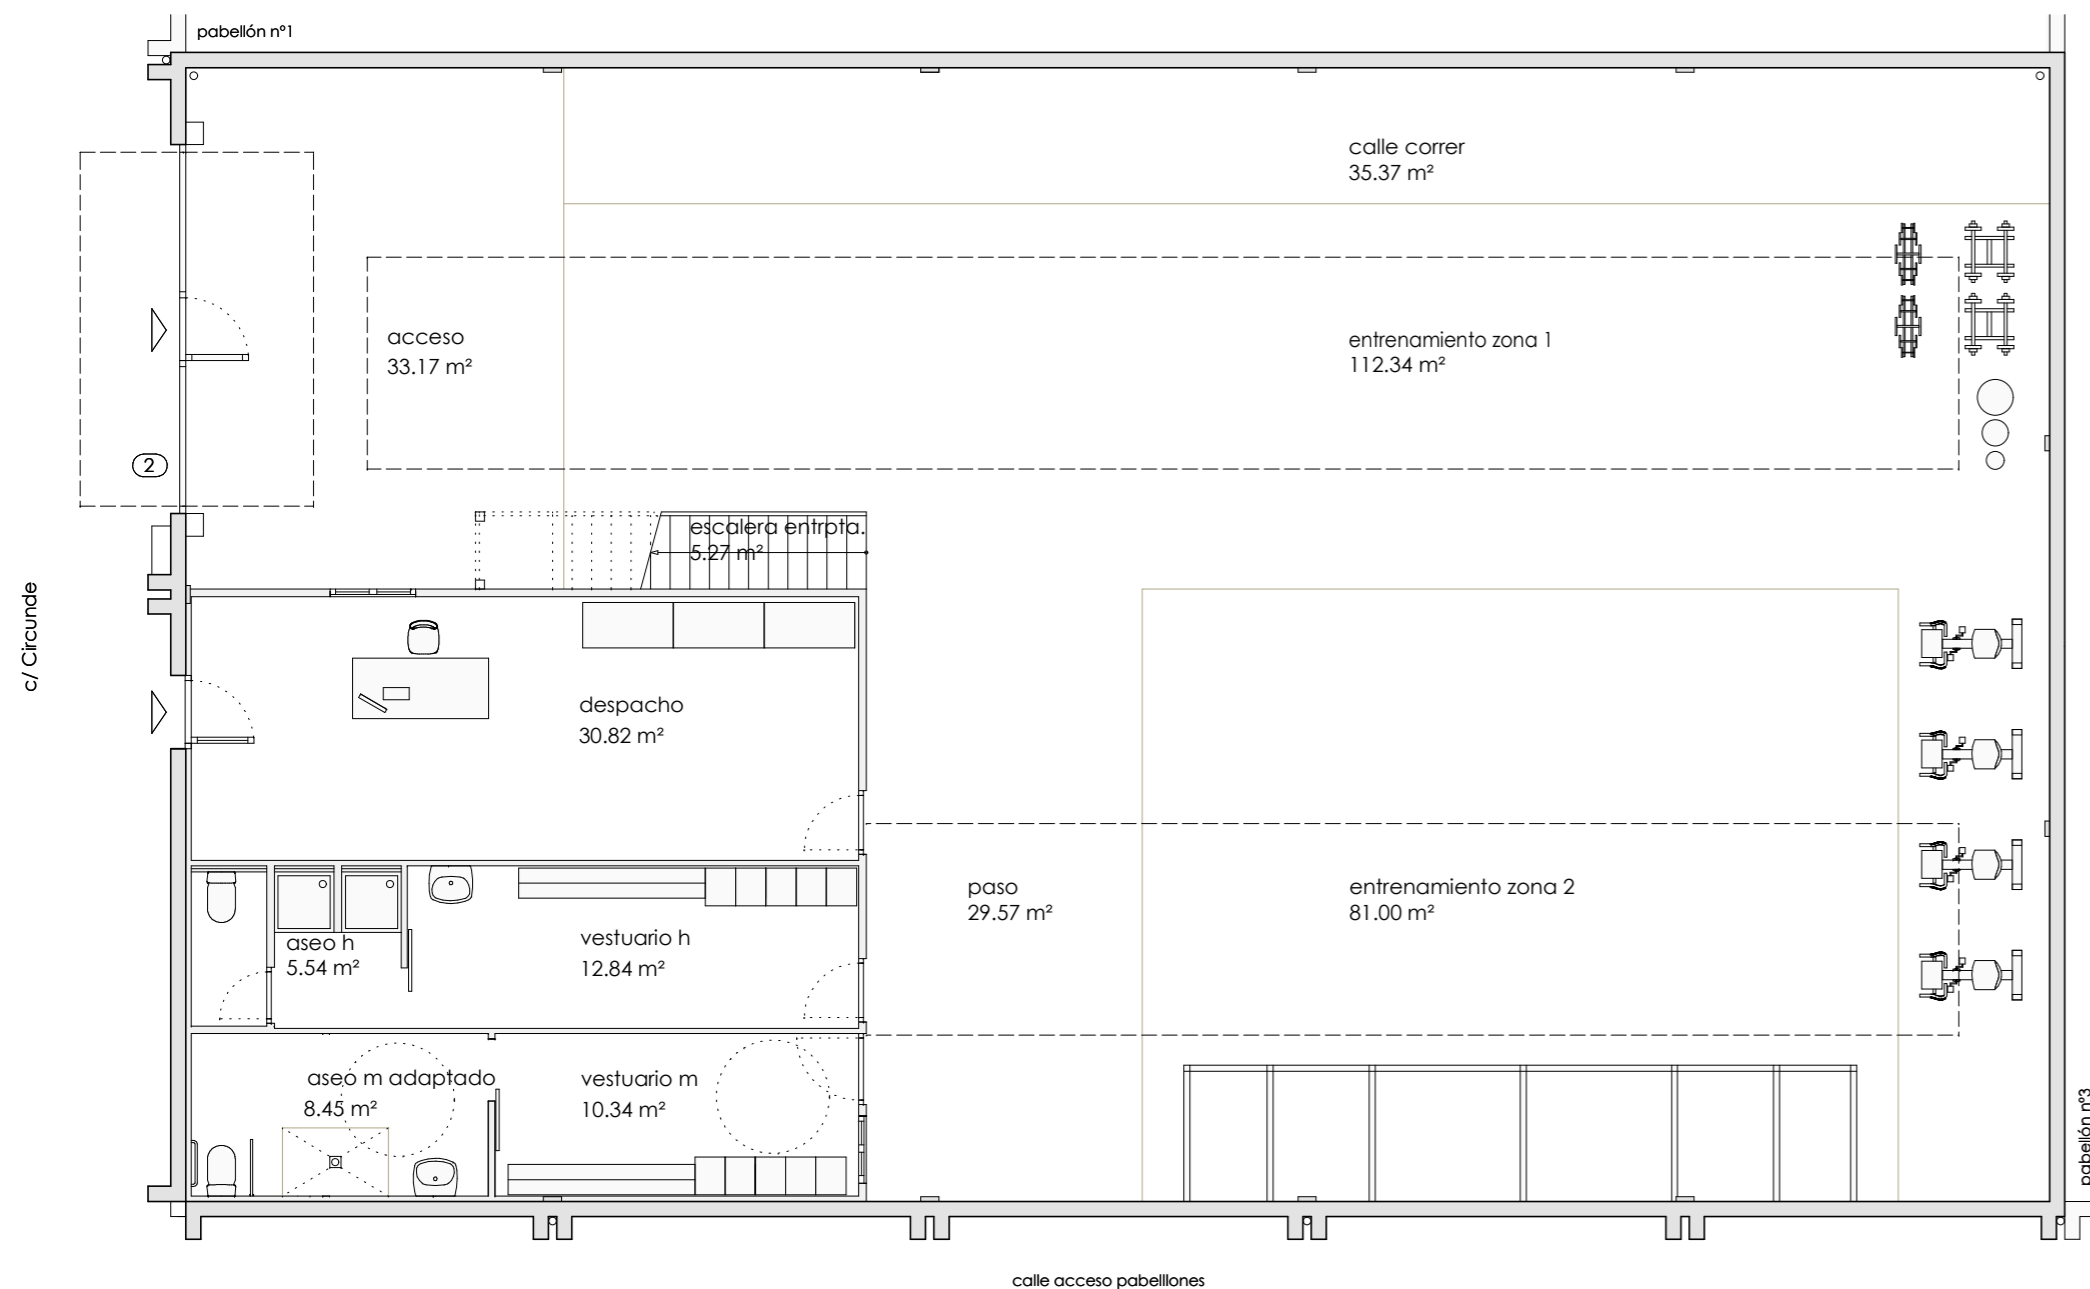 pabellón nº1
calle correr
35.37 m²
acceso
33.17 m²
entrenamiento zona 1
112.34 m²
2
escalera entrpta.
5.27 m²
c/ Circunde
despacho
30.82 m²
paso
29.57 m²
entrenamiento zona 2
81.00 m²
aseo h
5.54 m²
vestuario h
12.84 m²
aseo m adaptado
8.45 m²
vestuario m
10.34 m²
pabellón nº3
calle acceso pabelllones